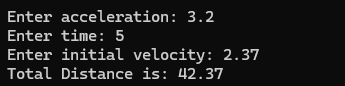 Enter acceleration: 3.2
Enter time: 5
Enter initial velocity: 2.37
Total Distance is: 42.37